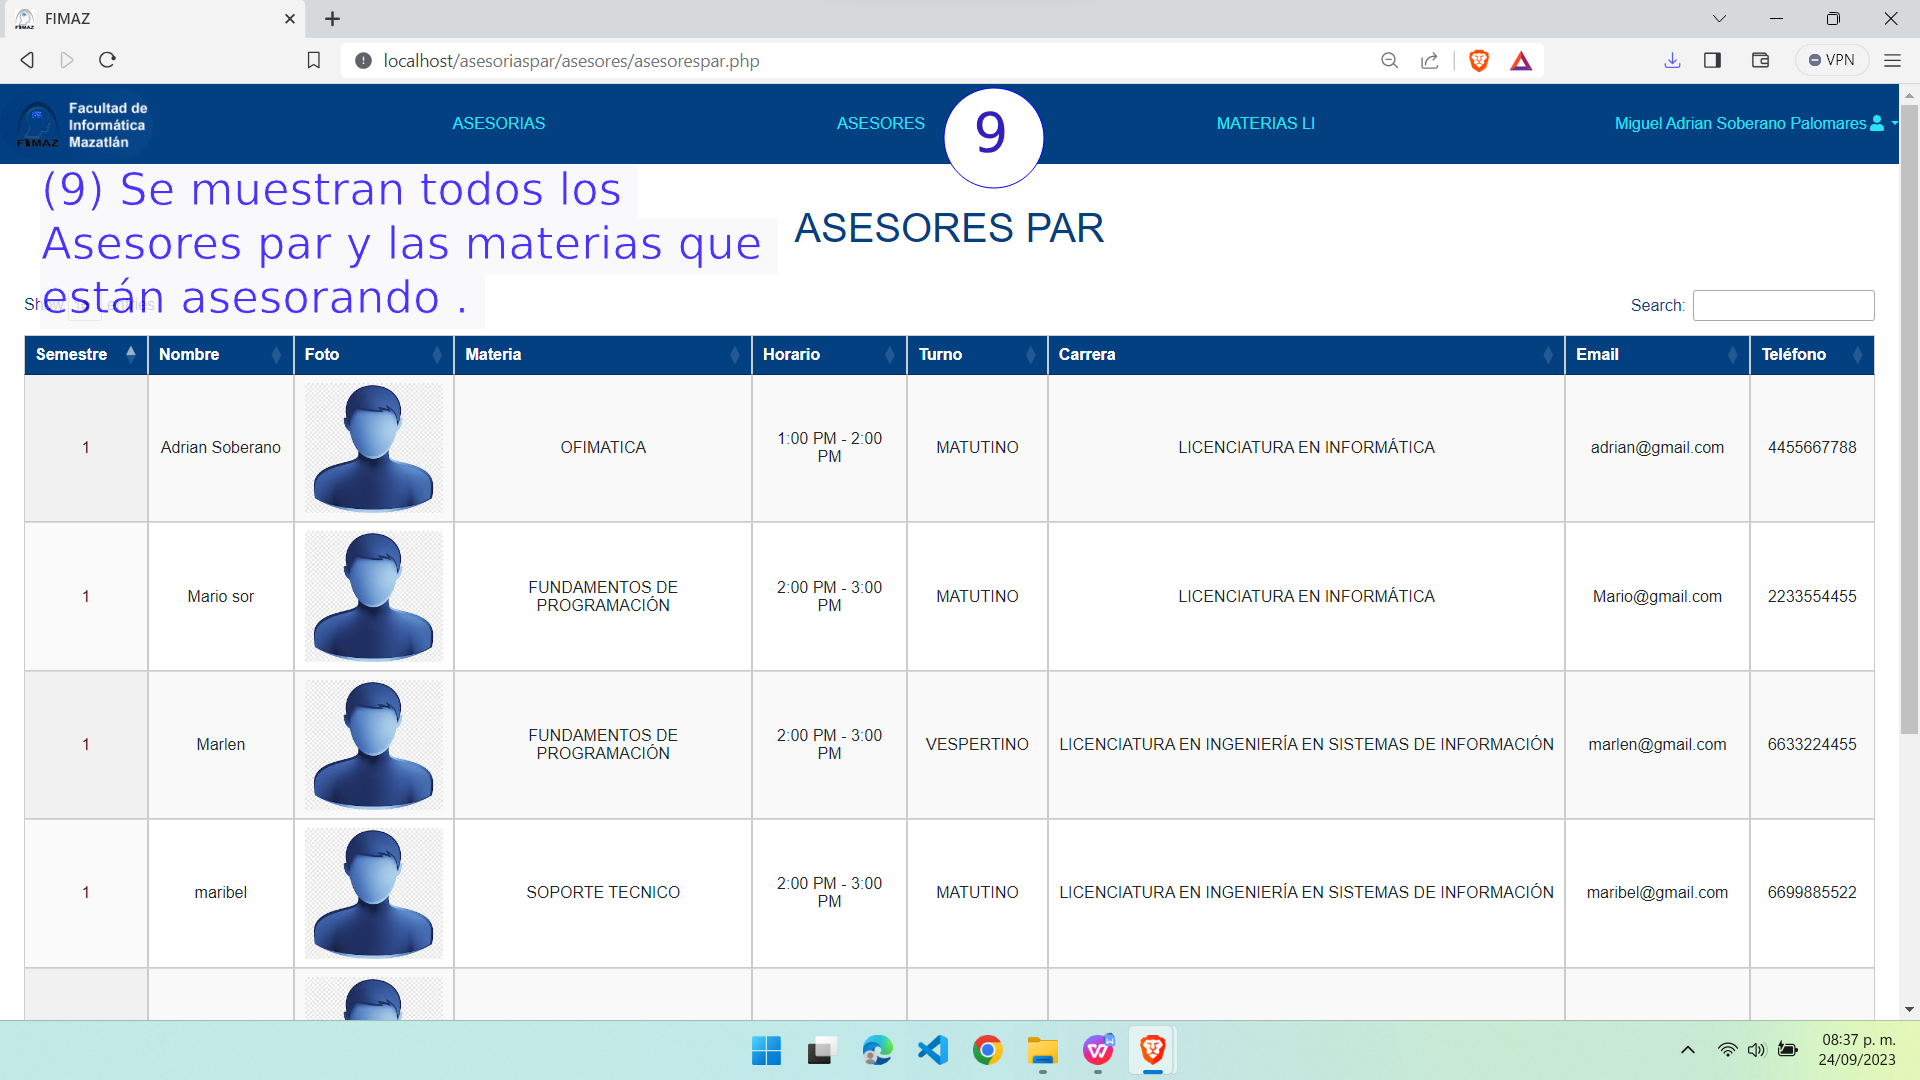 FIMAZ
localhost/asesoriaspar/asesores/asesorespar.php
VPN
FIMAZ
Facultad de
Informática
Mazatlán
ASESORIAS
ASESORES
9
MATERIAS LI
Miguel Adrian Soberano Palomares
(9) Se muestran todos los
Asesores par y las materias que
están asesorando .
ASESORES PAR
Show entries
Search:
Semestre Nombre Foto Materia Horario Turno Carrera Email Teléfono
1 Adrian Soberano OFIMATICA 1:00 PM - 2:00 MATUTINO LICENCIATURA EN INFORMÁTICA adrian@gmail.com 4455667788
PM
1 Mario sor FUNDAMENTOS DE 2:00 PM - 3:00 MATUTINO LICENCIATURA EN INFORMÁTICA Mario@gmail.com 2233554455
PROGRAMACIÓN PM
1 Marlen FUNDAMENTOS DE 2:00 PM - 3:00 VESPERTINO LICENCIATURA EN INGENIERÍA EN SISTEMAS DE INFORMACIÓN marlen@gmail.com 6633224455
PROGRAMACIÓN PM
1 maribel SOPORTE TECNICO 2:00 PM - 3:00 MATUTINO LICENCIATURA EN INGENIERÍA EN SISTEMAS DE INFORMACIÓN maribel@gmail.com 6699885522
PM
08:37 p. m.
24/09/2023